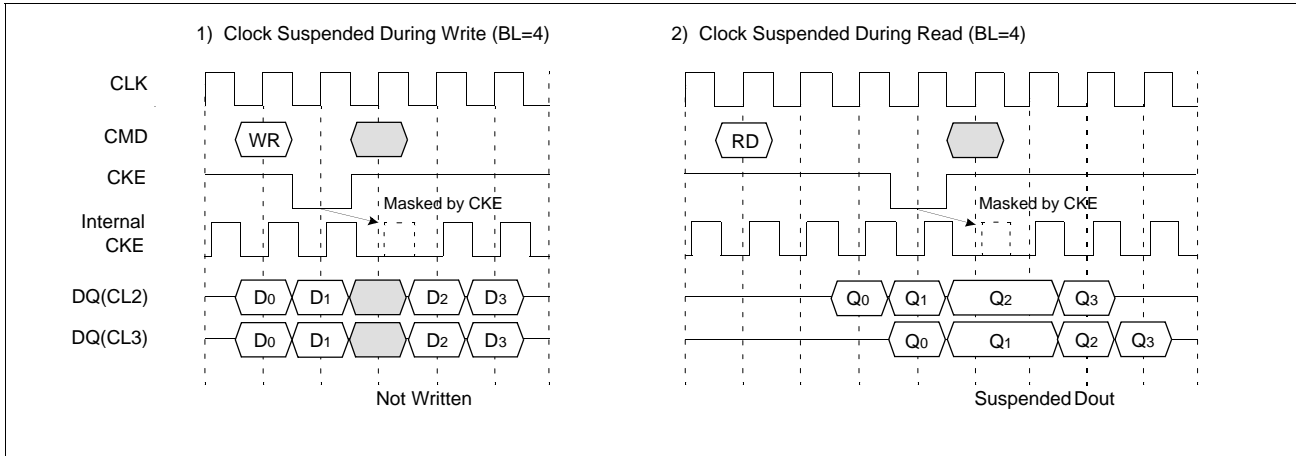 1) Clock Suspended During Write (BL=4)
2) Clock Suspended During Read (BL=4)
CLK
CMD
WR
RD
CKE
Masked by CKE
Masked by CKE
Internal
CKE
DQ(CL2)
D0 D1 D2 D3
Q0 Q1 Q2 Q3
DQ(CL3)
D0 D1 D2 D3
Q0 Q1 Q2 Q3
Not Written
Suspended Dout